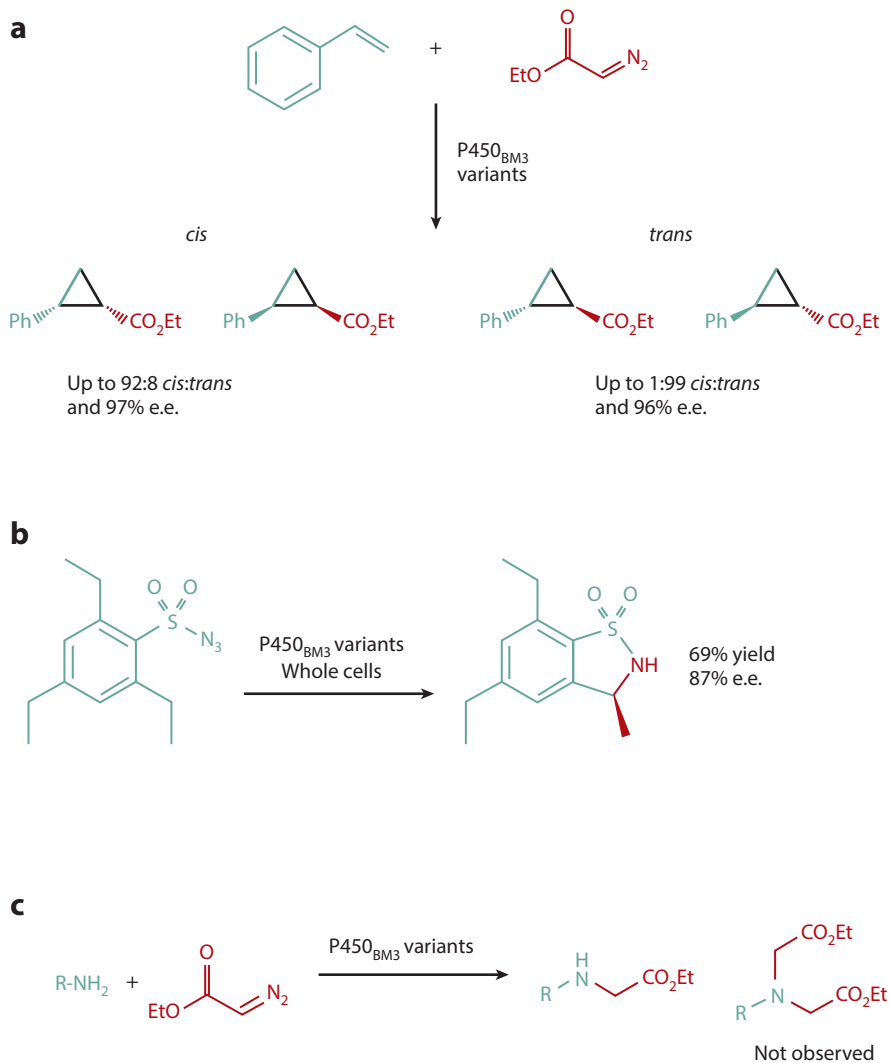 a
O
+
EtO
N₂
P450BM3
variants
cis
trans
Ph
CO₂Et
Ph
CO₂Et
Ph
CO₂Et
Ph
CO₂Et
Up to 92:8 cis:trans
and 97% e.e.
Up to 1:99 cis:trans
and 96% e.e.
b
O
O
S
N₃
P450BM3 variants
Whole cells
O
O
S
NH
69% yield
87% e.e.
c
R-NH₂
+
O
EtO
N₂
P450BM3 variants
H
N
R
CO₂Et
CO₂Et
N
R
CO₂Et
Not observed